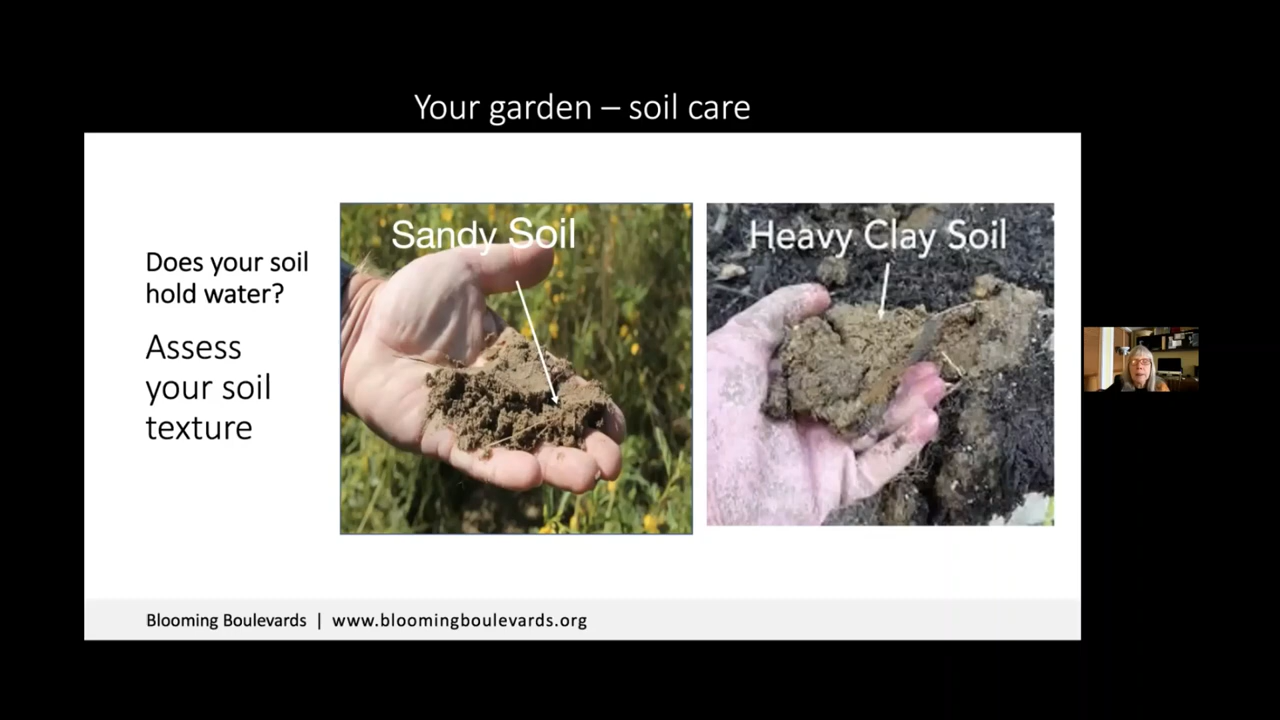 Your garden – soil care
Does your soil
hold water?
Assess
your soil
texture
Sandy Soil
Heavy Clay Soil
Blooming Boulevards | www.bloomingboulevards.org